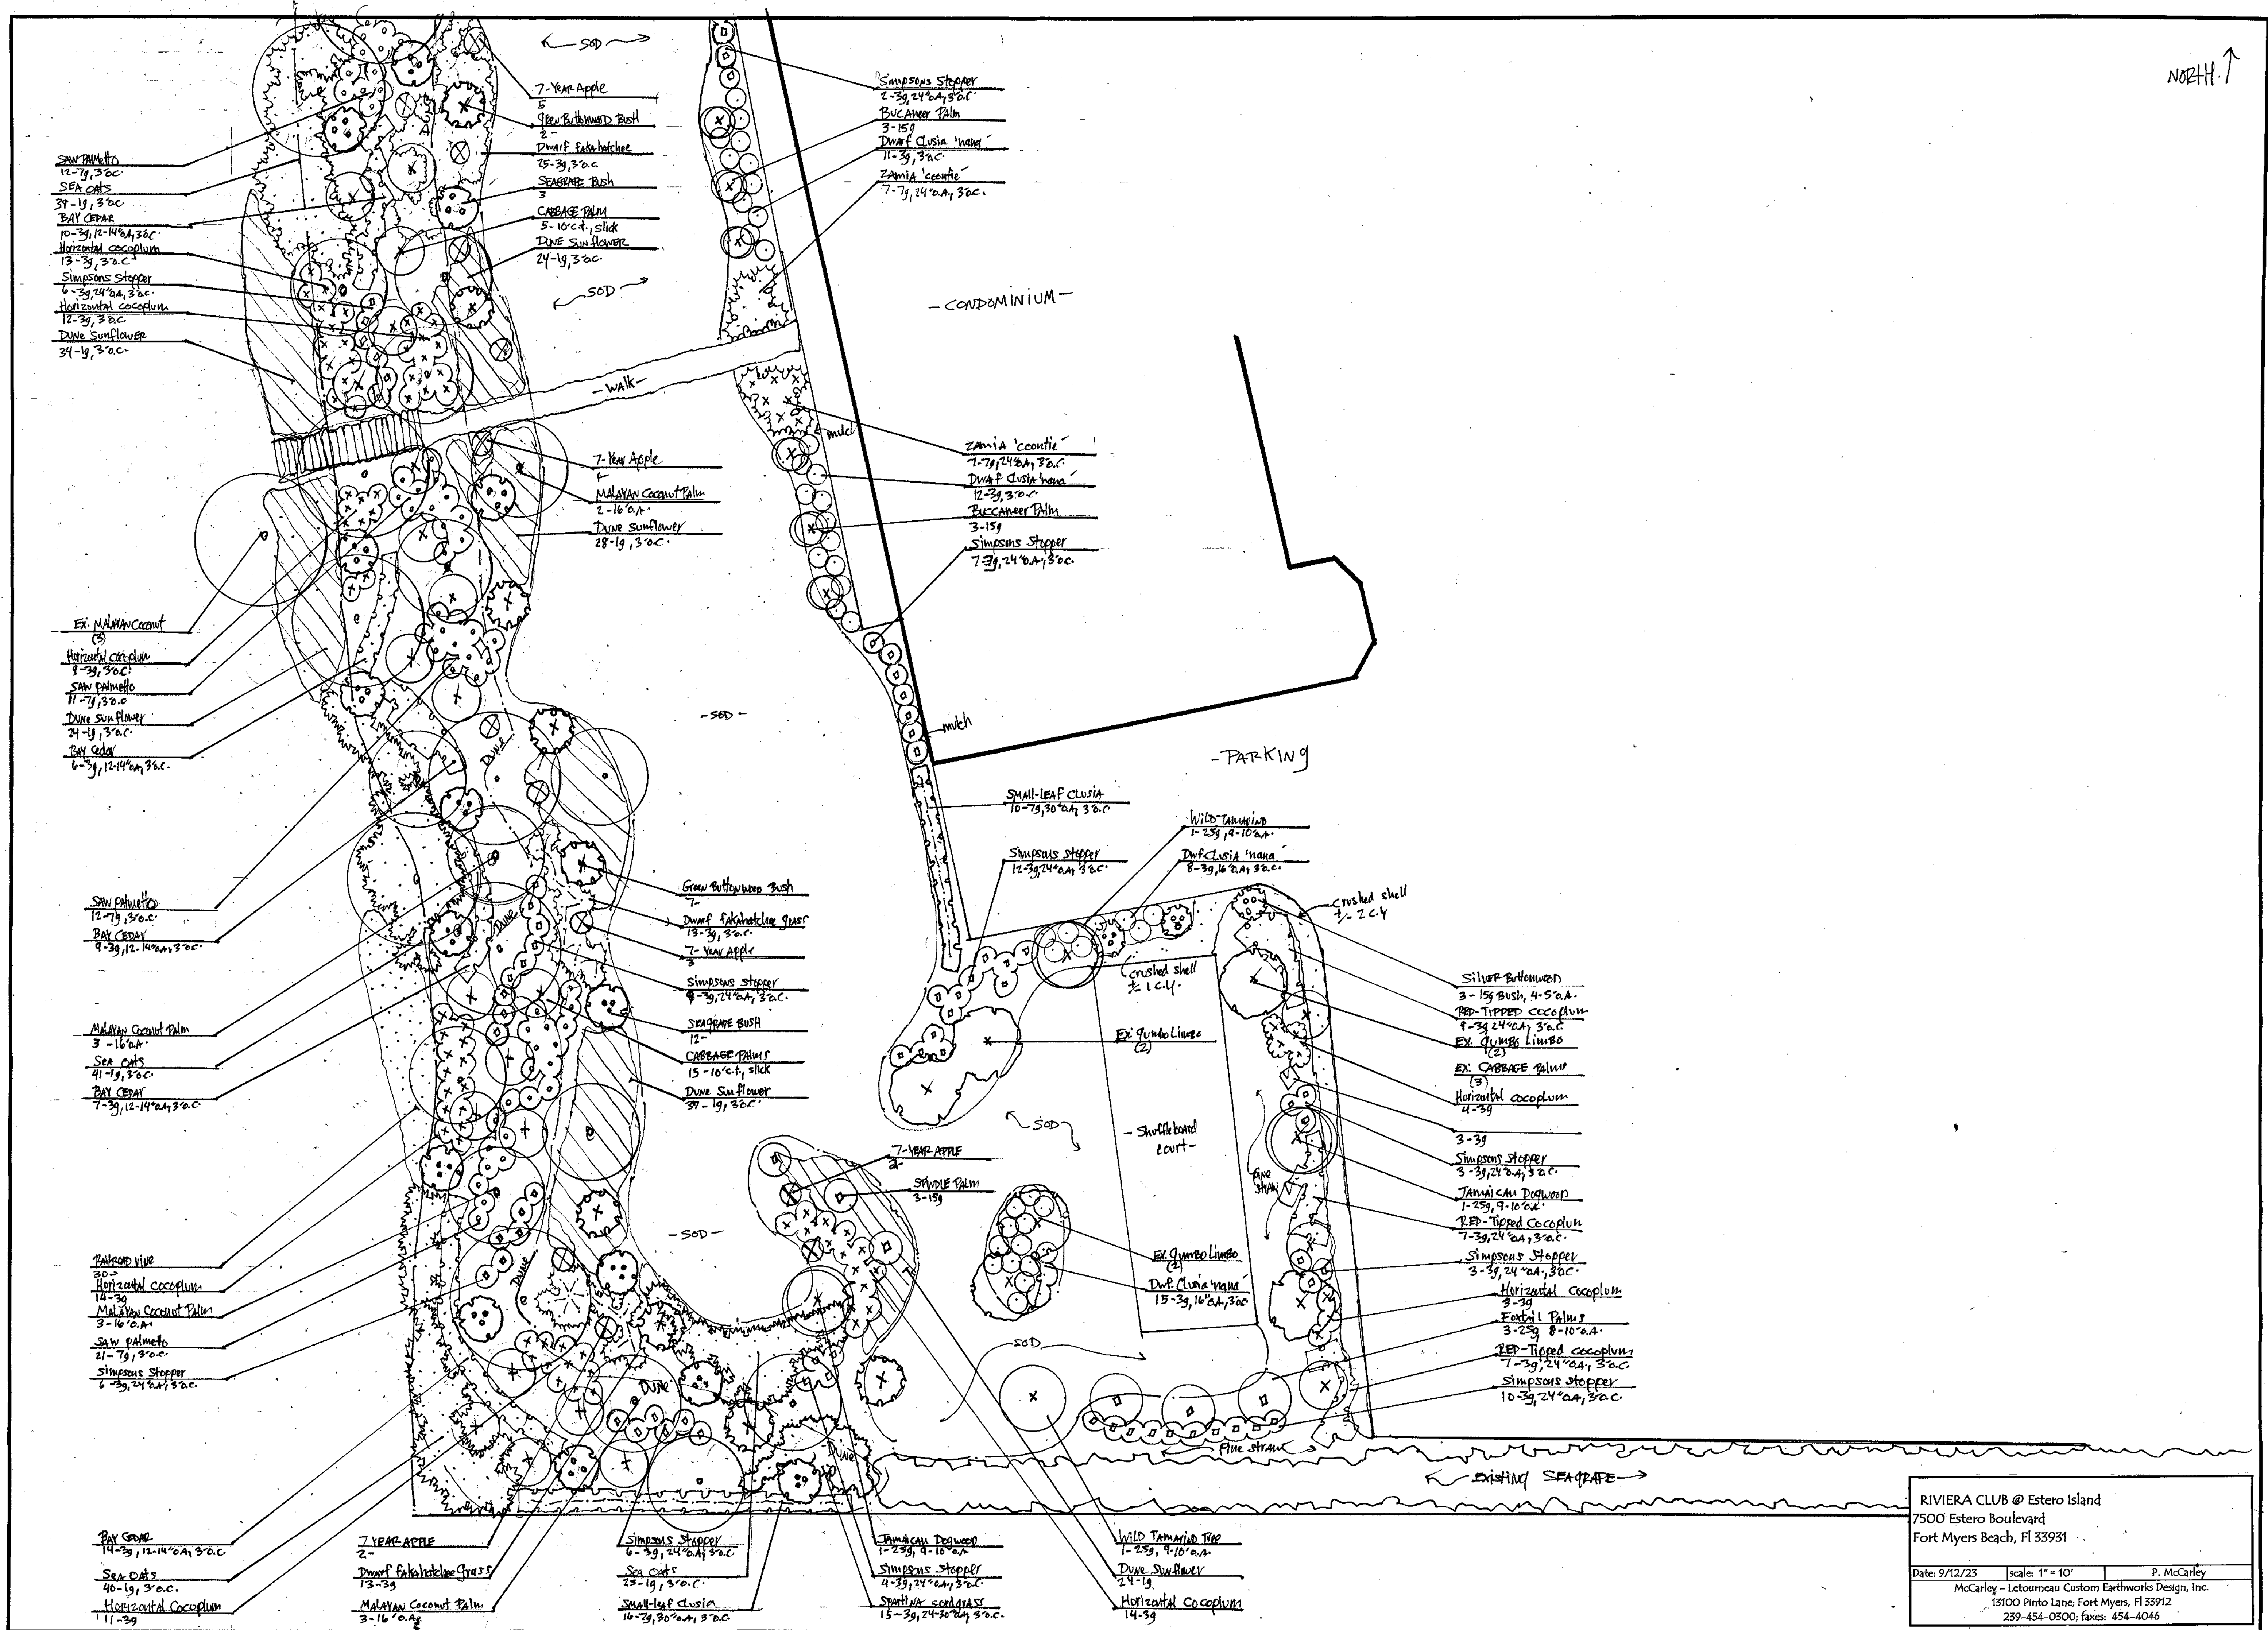 NORTH
SOD
7-YEAR Apple
5
Green Buttonwood Bush
2-
Dwarf fakahatchee
25-3g, 3' o.c.
SEAGRAPE Bush
3
CABBAGE PALM
5-10' c.t., slick
DUNE SUNFLOWER
24-1g, 3' o.c.
SOD
Simpsons Stopper
2-3g, 24" o.A, 3' o.c.
BUCANeer PALM
3-15g
Dwarf Clusia 'nana'
11-3g, 3' o.c.
ZAMIA 'coontie'
7-7g, 24" o.A, 3' o.c.
SAW PALMetto
12-7g, 3' o.c.
SEA OATS
37-1g, 3' o.c.
BAY CEDAR
10-3g, 12-14" o.A, 3' o.c.
Horizontal cocoplum
13-3g, 3' o.c.
Simpsons Stopper
6-3g, 24" o.A, 3' o.c.
Horizontal cocoplum
12-3g, 3' o.c.
DUNE SUNFLOWER
34-1g, 3' o.c.
- CONDOMINIUM -
- WALK -
mulch
7-Year Apple
MALAYAN Coconut PAlm
2-16' o.A.
Dune Sunflower
28-1g, 3' o.c.
ZAMIA 'coontie'
7-7g, 24" o.A, 3' o.c.
Dwarf Clusia 'nana'
12-3g, 3' o.c.
Buccaneer Palm
3-15g
Simpsons Stopper
7-3g, 24" o.A, 3' o.c.
Ex. MALAYAN Coconut
(3)
Horizontal cocoplum
9-3g, 3' o.c.
SAW PAlmetto
11-7g, 3' o.c
Dune sunflower
24-1g, 3' o.c.
BAY Cedar
6-3g, 12-14" o.A, 3' o.c.
- SOD -
mulch
- PARKING
Dune
SMALL-LEAF CLUSIA
10-7g, 30" o.A, 3' o.c.
Wild TAMARIND
1-25g, 9-10' o.A.
Simpsons stopper
12-3g, 24" o.A, 3' o.c.
Dwf Clusia 'nana'
8-3g, 16" o.A, 3' o.c.
crushed shell
+/- 2 c.y
SAW PALMetto
12-7g, 3' o.c.
BAY CEDAR
9-3g, 12-14" o.A, 3' o.c.
Green Buttonwood Bush
7-
Dwarf fakahatchee grass
13-3g, 3' o.c.
7-Year Apple
3
Simpsons stopper
8-3g, 24" o.A, 3' o.c.
SEAGRAPE BUSH
12-
CABBAGE PALMS
15-10' c.t., slick
Dune Sunflower
37-1g, 3' o.c.
Dune
crushed shell
+/- 1 c.y.
Ex. Gumbo Limbo
(2)
SILVER Buttonwood
3-15g Bush, 4-5' o.A.
RED-TIPPED cocoplum
9-3g, 24" o.A, 3' o.c.
Ex. Gumbo LIMBO
(2)
EX. CABBAGE PALMS
(3)
Horizontal cocoplum
4-3g
3-3g
Simpsons stopper
3-3g, 24" o.A, 3' o.c.
JAMAICAN Dogwood
1-25g, 9-10' o.A.
RED-Tipped Cocoplum
7-3g, 24" o.A, 3' o.c.
Simpsons Stopper
3-3g, 24" o.A, 3' o.c.
Horizontal cocoplum
3-3g
Foxtail Palms
3-25g, 8-10' o.A.
RED-Tipped cocoplum
7-3g, 24" o.A, 3' o.c.
Simpsons stopper
10-3g, 24" o.A, 3' o.c.
MALAYAN Coconut PAlm
3-16' o.A.
SEA OATS
41-1g, 3' o.c.
BAY CEDAR
7-3g, 12-14" o.A, 3' o.c.
SOD
- Shuffleboard
court -
pine
straw
7-YEAR APPLE
2-
SPINDLE PALM
3-15g
- SOD -
Ex Gumbo Limbo
Dwf. Clusia 'nana'
15-3g, 16" o.A, 3' o.c
Railroad vine
30-
Horizontal Cocoplum
14-3g
MALAYAN Coconut PAlm
3-16' o.A.
SAW PAlmetto
21-7g, 3' o.c.
Simpsons Stopper
6-3g, 24" o.A, 3' o.c.
Dune
SOD
Dune
Dune
Pine straw
EXISTING SEAGRAPE
BAY CEDAR
14-3g, 12-14" o.A, 3' o.c.
Sea OATS
40-1g, 3' o.c.
Horizontal Cocoplum
11-3g
7 YEAR APPLE
2-
Dwarf fakahatchee grass
13-3g
MALAYAN Coconut PAlm
3-16' o.A.
Simpsons Stopper
6-3g, 24" o.A, 3' o.c.
Sea Oats
25-1g, 3' o.c.
SMALL-leaf Clusia
16-7g, 30" o.A, 3' o.c.
JAMAICAN Dogwood
1-25g, 9-10' o.A
Simpsons Stopper
4-3g, 24" o.A, 3' o.c.
SPARTINA cordgrass
15-3g, 24-30" o.A, 3' o.c.
WILD TAMARIND Tree
1-25g, 9-10' o.A.
Dune Sunflower
24-1g
Horizontal Cocoplum
14-3g
RIVIERA CLUB @ Estero Island
7500 Estero Boulevard
Fort Myers Beach, Fl 33931
Date: 9/12/23 scale: 1" = 10' P. McCarley
McCarley - Letourneau Custom Earthworks Design, Inc.
13100 Pinto Lane; Fort Myers, Fl 33912
239-454-0300; faxes: 454-4046